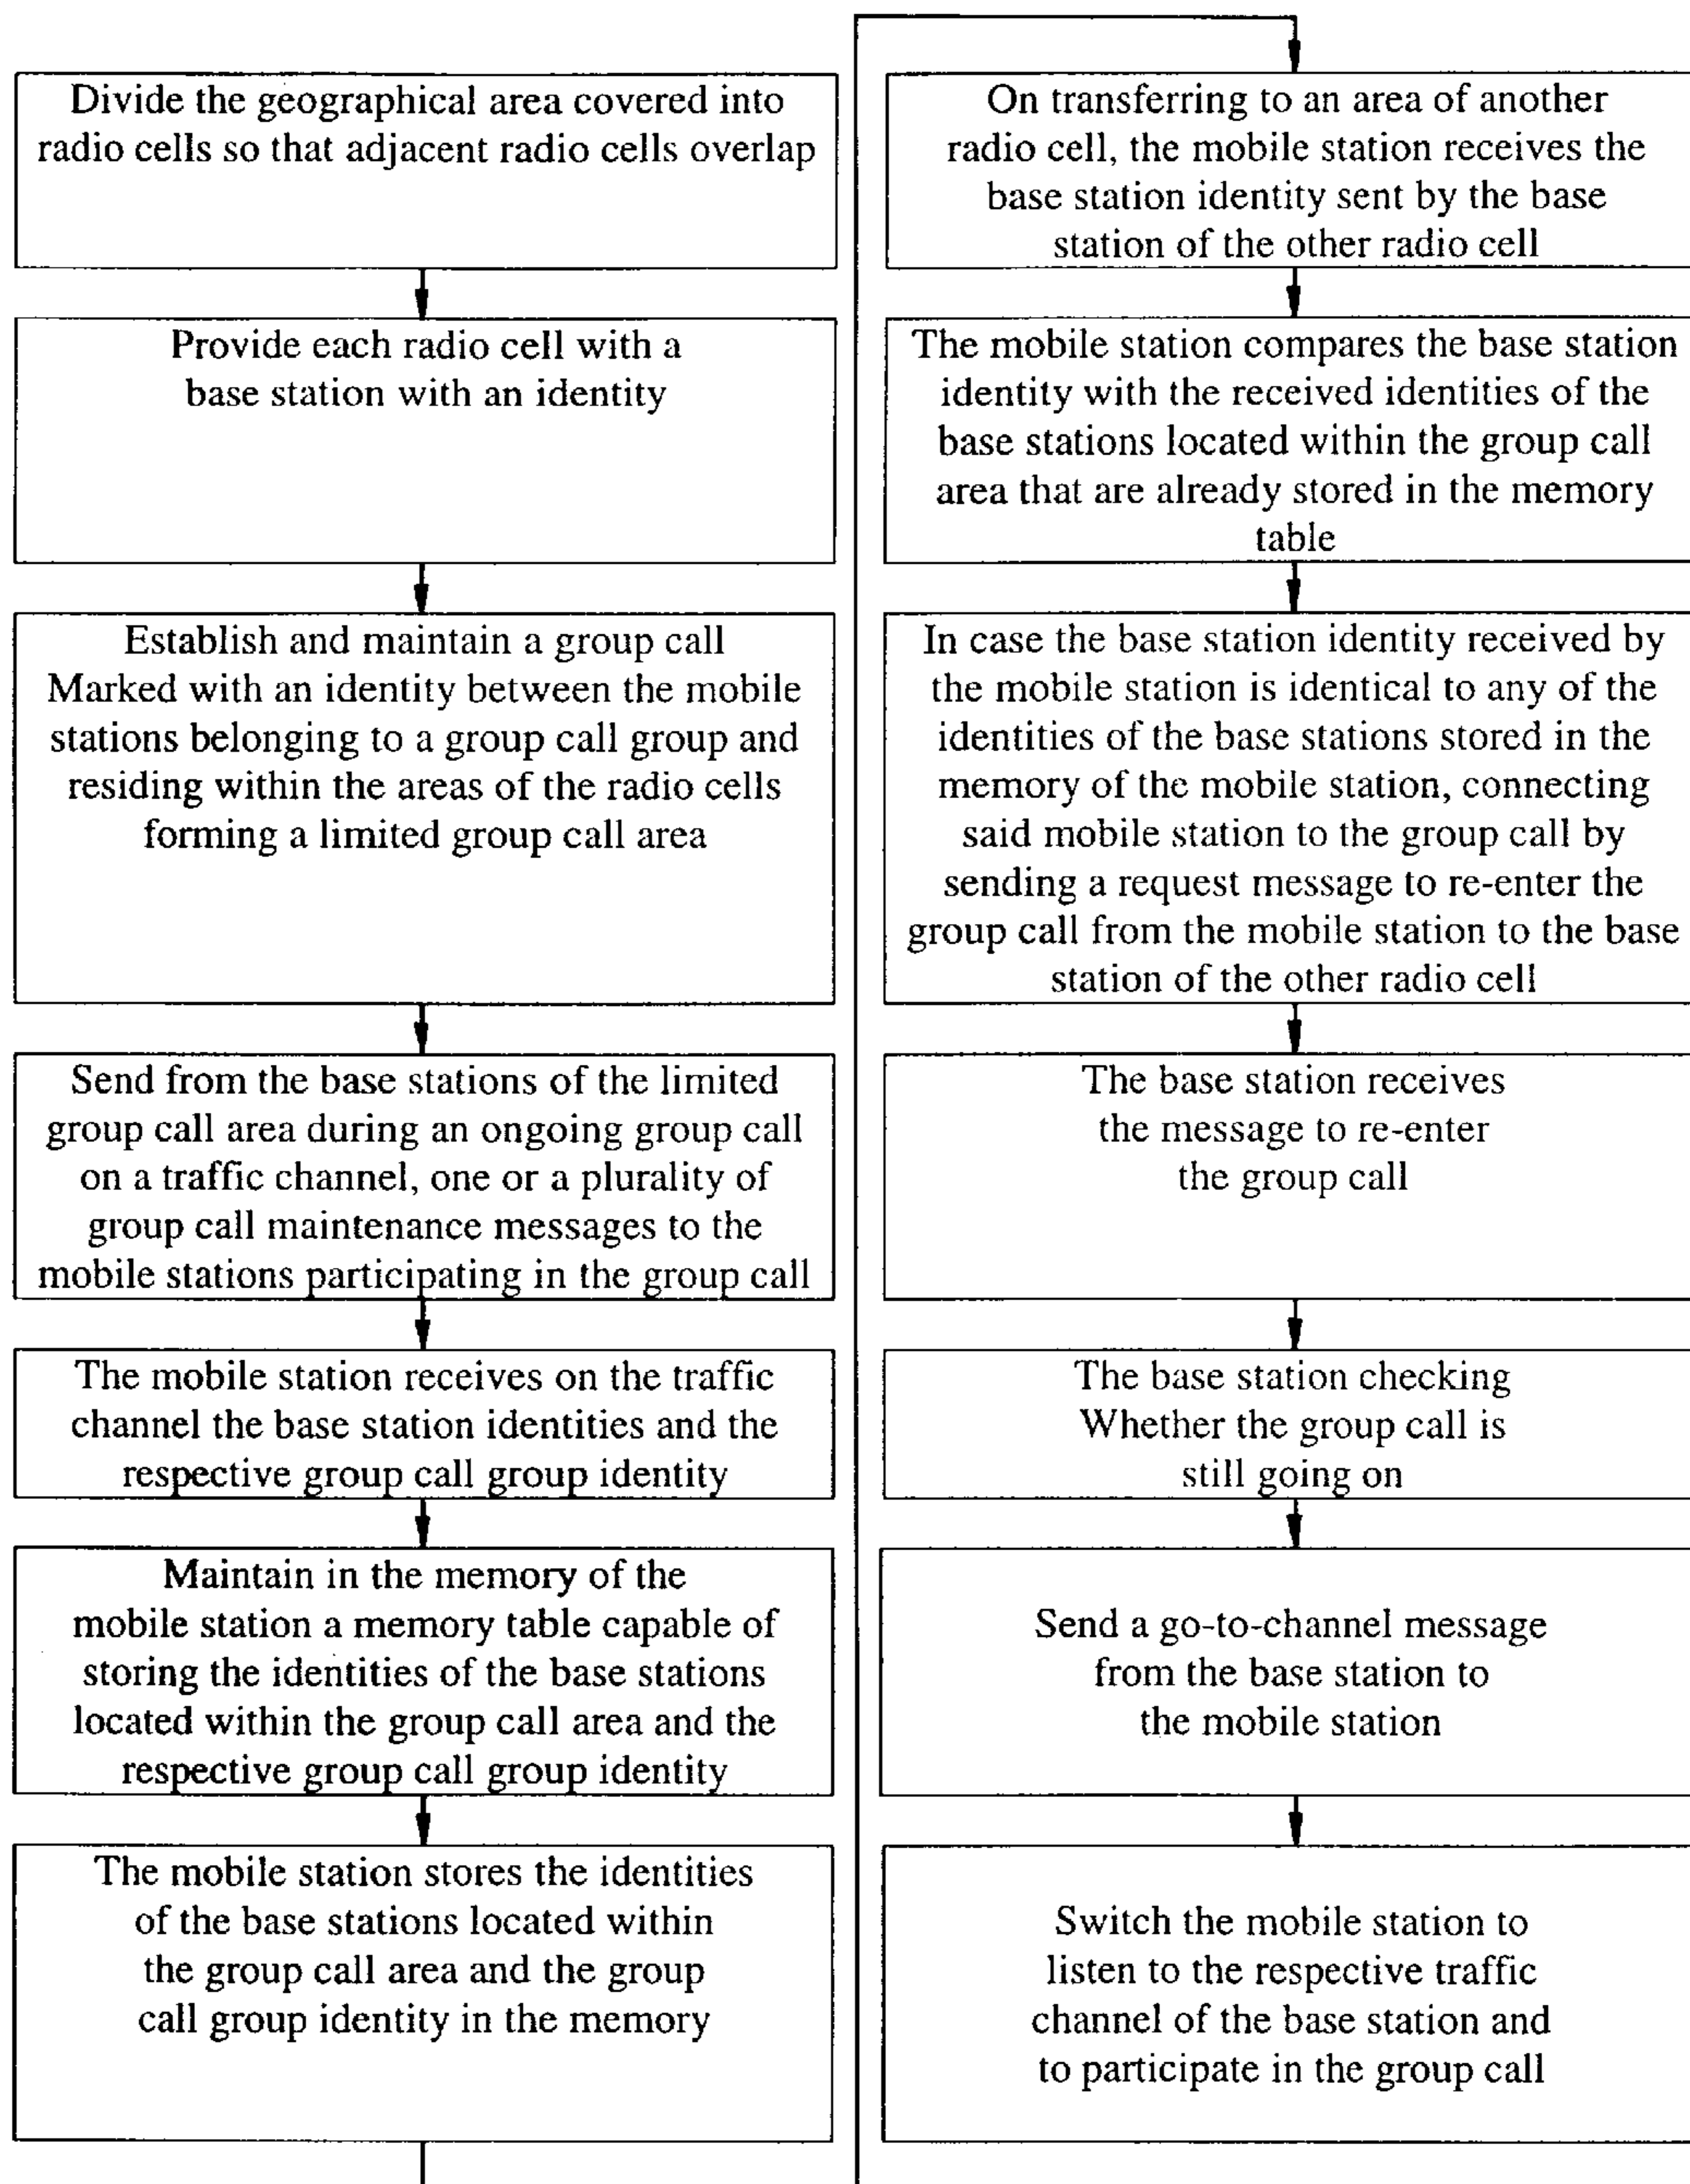 Divide the geographical area covered into
radio cells so that adjacent radio cells overlap
Provide each radio cell with a
base station with an identity
Establish and maintain a group call
Marked with an identity between the mobile
stations belonging to a group call group and
residing within the areas of the radio cells
forming a limited group call area
Send from the base stations of the limited
group call area during an ongoing group call
on a traffic channel, one or a plurality of
group call maintenance messages to the
mobile stations participating in the group call
The mobile station receives on the traffic
channel the base station identities and the
respective group call group identity
Maintain in the memory of the
mobile station a memory table capable of
storing the identities of the base stations
located within the group call area and the
respective group call group identity
The mobile station stores the identities
of the base stations located within
the group call area and the group
call group identity in the memory
On transferring to an area of another
radio cell, the mobile station receives the
base station identity sent by the base
station of the other radio cell
The mobile station compares the base station
identity with the received identities of the
base stations located within the group call
area that are already stored in the memory
table
In case the base station identity received by
the mobile station is identical to any of the
identities of the base stations stored in the
memory of the mobile station, connecting
said mobile station to the group call by
sending a request message to re-enter the
group call from the mobile station to the base
station of the other radio cell
The base station receives
the message to re-enter
the group call
The base station checking
Whether the group call is
still going on
Send a go-to-channel message
from the base station to
the mobile station
Switch the mobile station to
listen to the respective traffic
channel of the base station and
to participate in the group call